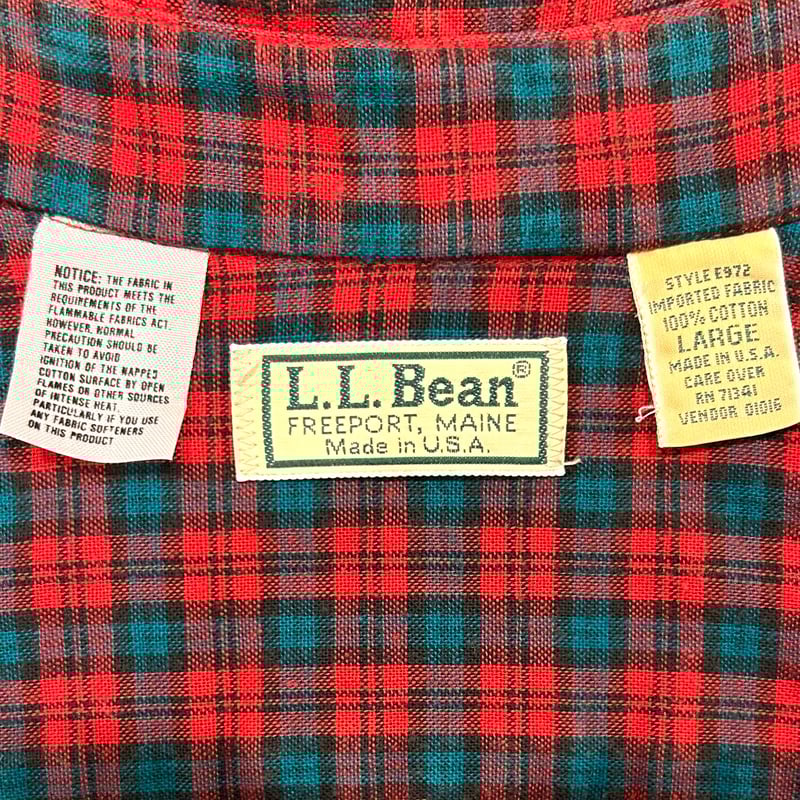 NOTICE: THE FABRIC IN
THIS PRODUCT MEETS THE
REQUIREMENTS OF THE
FLAMMABLE FABRICS ACT.
HOWEVER, NORMAL
PRECAUTION SHOULD BE
TAKEN TO AVOID
IGNITION OF THE NAPPED
COTTON SURFACE BY OPEN
FLAMES OR OTHER SOURCES
OF INTENSE HEAT.
PARTICULARLY IF YOU USE
ANY FABRIC SOFTENERS
ON THIS PRODUCT
L.L.Bean®
FREEPORT, MAINE
Made in U.S.A.
STYLE E972
IMPORTED FABRIC
100% COTTON
LARGE
MADE IN U.S.A.
CARE OVER
RN 71341
VENDOR 01016